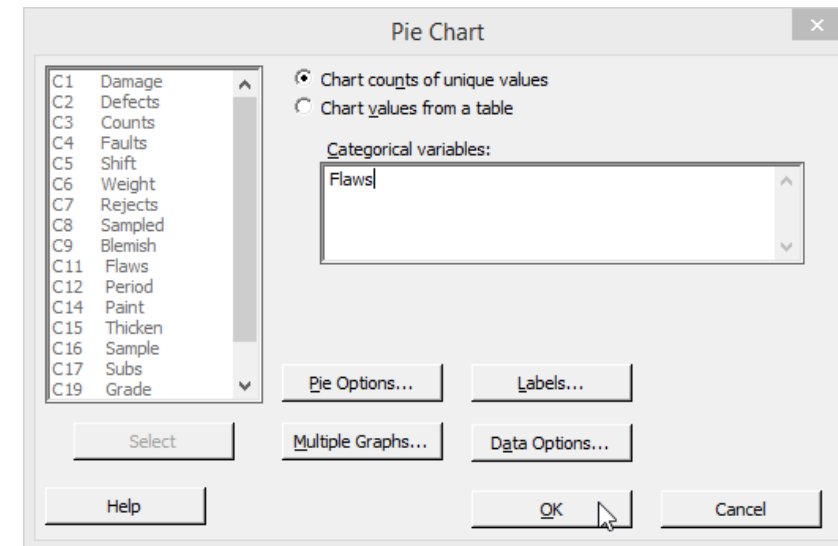 Pie Chart
C1 Damage
C2 Defects
C3 Counts
C4 Faults
C5 Shift
C6 Weight
C7 Rejects
C8 Sampled
C9 Blemish
C11 Flaws
C12 Period
C14 Paint
C15 Thicken
C16 Sample
C17 Subs
C19 Grade
Chart counts of unique values
Chart values from a table
Categorical variables:
Flaws
Pie Options...
Labels...
Select
Multiple Graphs...
Data Options...
Help
OK
Cancel